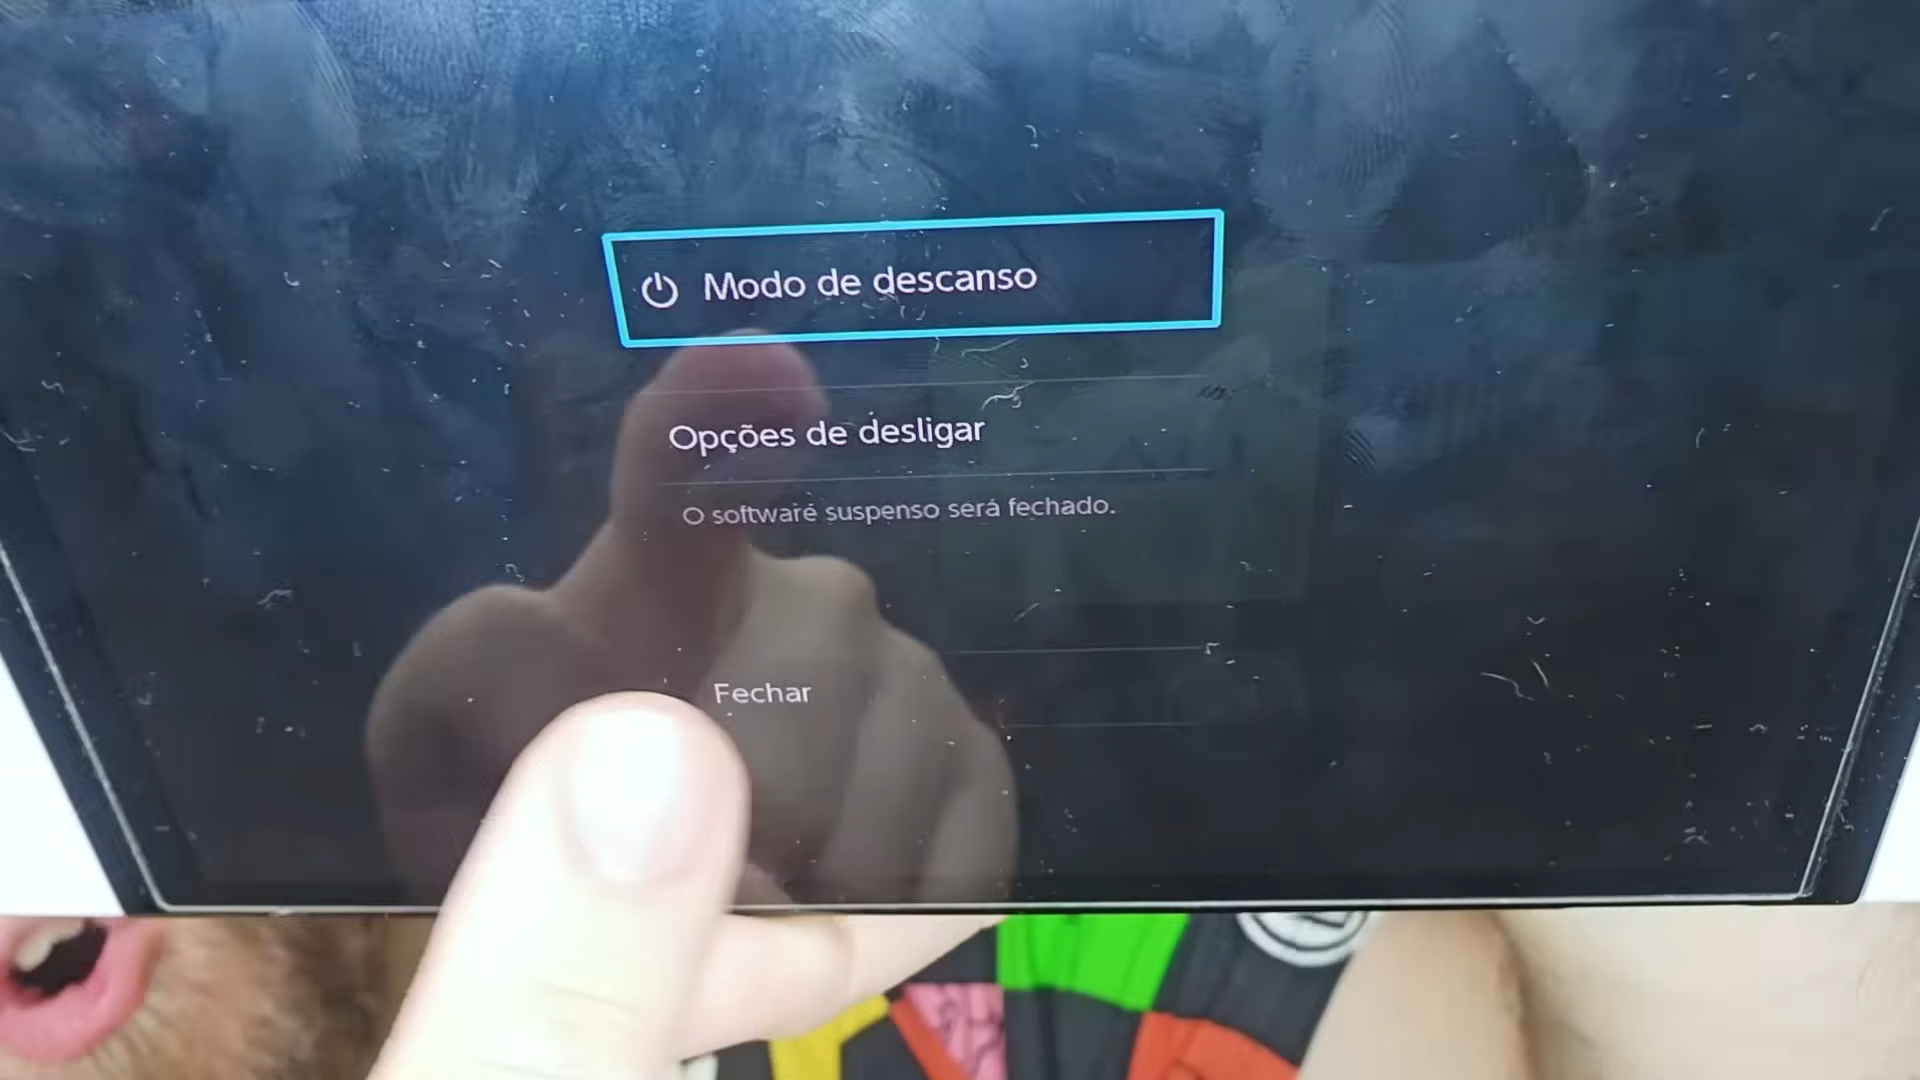 Modo de descanso
Opções de desligar
O software suspenso será fechado.
Fechar